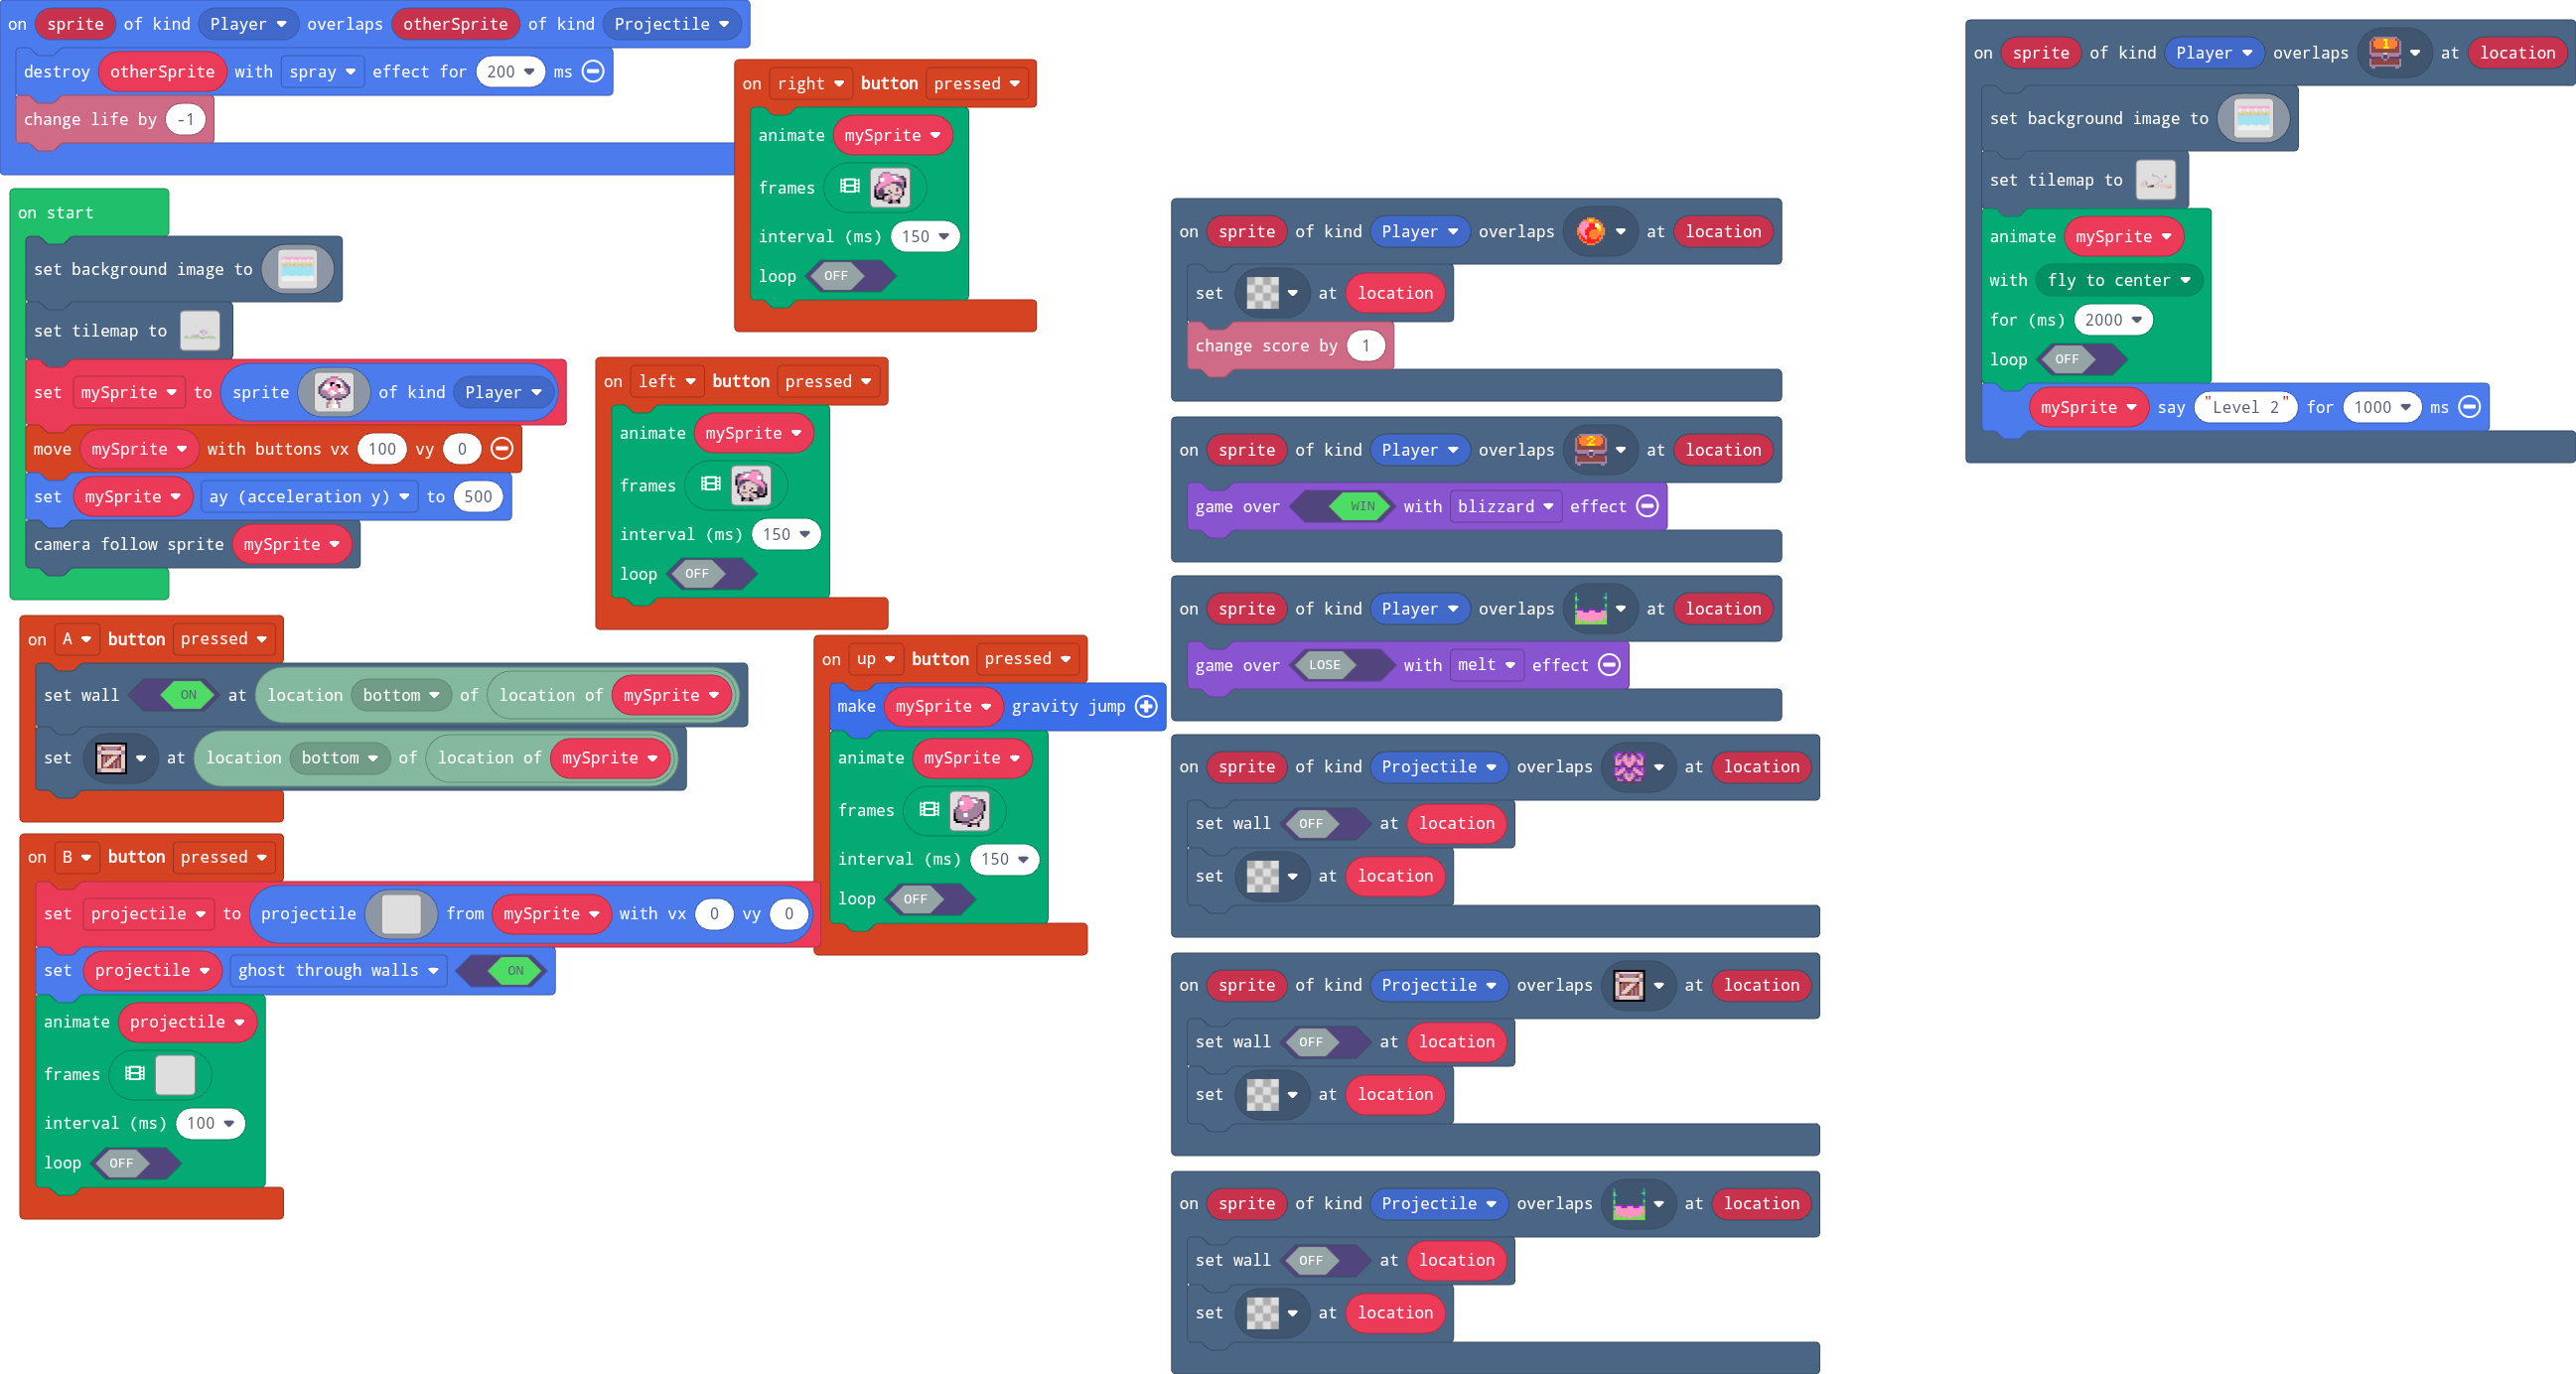 on sprite of kind Player overlaps otherSprite of kind Projectile
destroy otherSprite with spray effect for 200 ms
change life by -1
on start
set background image to
set tilemap to
set mySprite to sprite of kind Player
move mySprite with buttons vx 100 vy 0
set mySprite ay (acceleration y) to 500
camera follow sprite mySprite
on A button pressed
set wall ON at location bottom of location of mySprite
set at location bottom of location of mySprite
on B button pressed
set projectile to projectile from mySprite with vx 0 vy 0
set projectile ghost through walls ON
animate projectile
frames
interval (ms) 100
loop OFF
on right button pressed
animate mySprite
frames
interval (ms) 150
loop OFF
on left button pressed
animate mySprite
frames
interval (ms) 150
loop OFF
on up button pressed
make mySprite gravity jump
animate mySprite
frames
interval (ms) 150
loop OFF
on sprite of kind Player overlaps at location
set at location
change score by 1
on sprite of kind Player overlaps 2 at location
game over WIN with blizzard effect
on sprite of kind Player overlaps at location
game over LOSE with melt effect
on sprite of kind Projectile overlaps at location
set wall OFF at location
set at location
on sprite of kind Projectile overlaps at location
set wall OFF at location
set at location
on sprite of kind Projectile overlaps at location
set wall OFF at location
set at location
on sprite of kind Player overlaps 1 at location
set background image to
set tilemap to
animate mySprite
with fly to center
for (ms) 2000
loop OFF
mySprite say "Level 2" for 1000 ms